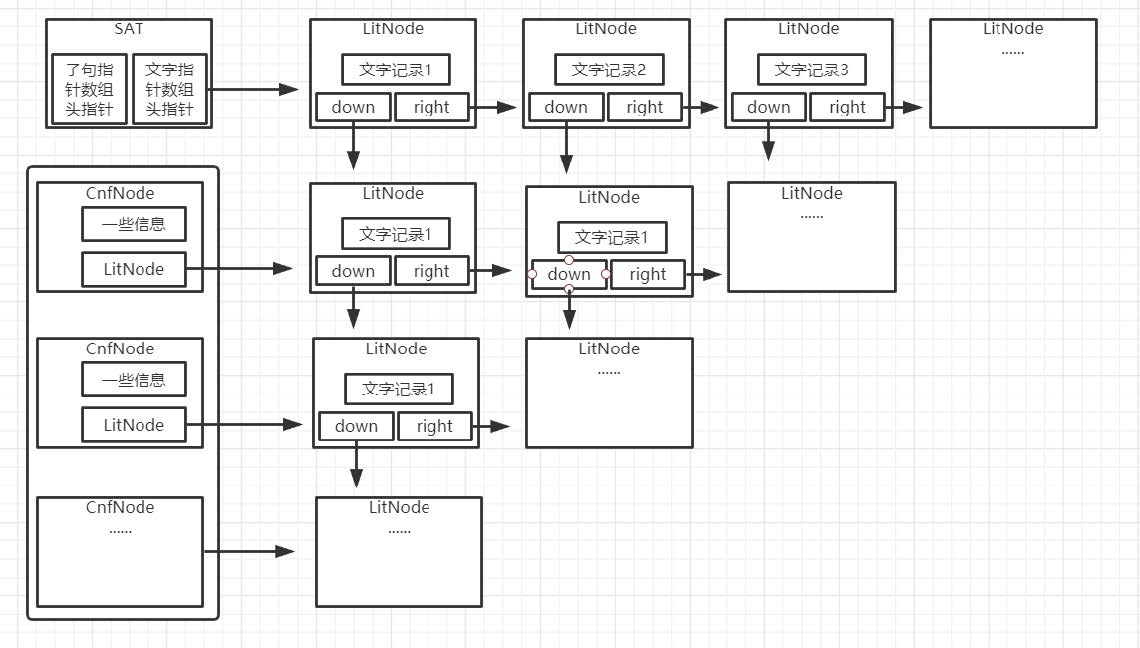 SAT
了句指
针数组
头指针
文字指
针数组
头指针
LitNode
文字记录1
down
right
LitNode
文字记录2
down
right
LitNode
文字记录3
down
right
LitNode
......
CnfNode
一些信息
LitNode
LitNode
文字记录1
down
right
LitNode
文字记录1
down
right
LitNode
......
CnfNode
一些信息
LitNode
LitNode
文字记录1
down
right
LitNode
......
CnfNode
......
LitNode
......